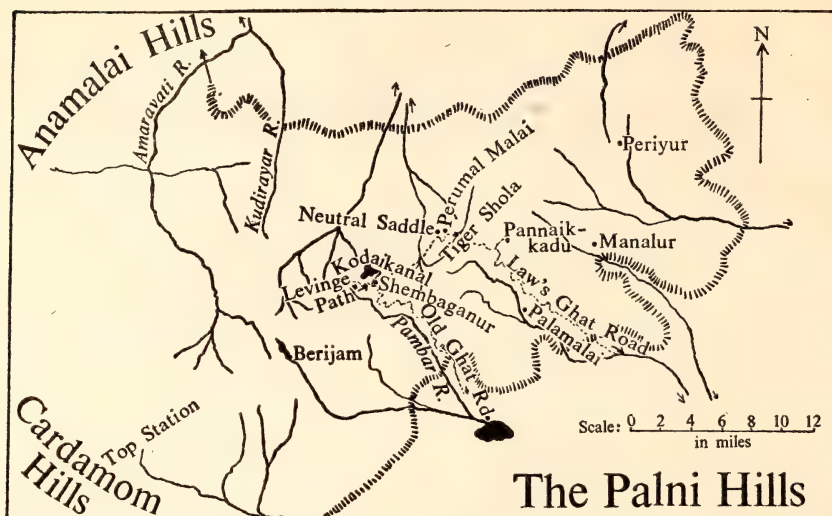 Anamalai Hills
Amaravati R.
Kudirayar R.
N
Periyur
Perumal Malai
Neutral Saddle
Tiger Shola
Pannaik-
kadu
Manalur
Kodaikanal
Levinge
Path
Shembaganur
Law's Ghat Road
Palamalai
Old Ghat Rd.
Pambar R.
Berijam
Top Station
Cardamom
Hills
Scale: 0 2 4 6 8 10 12
in miles
The Palni Hills